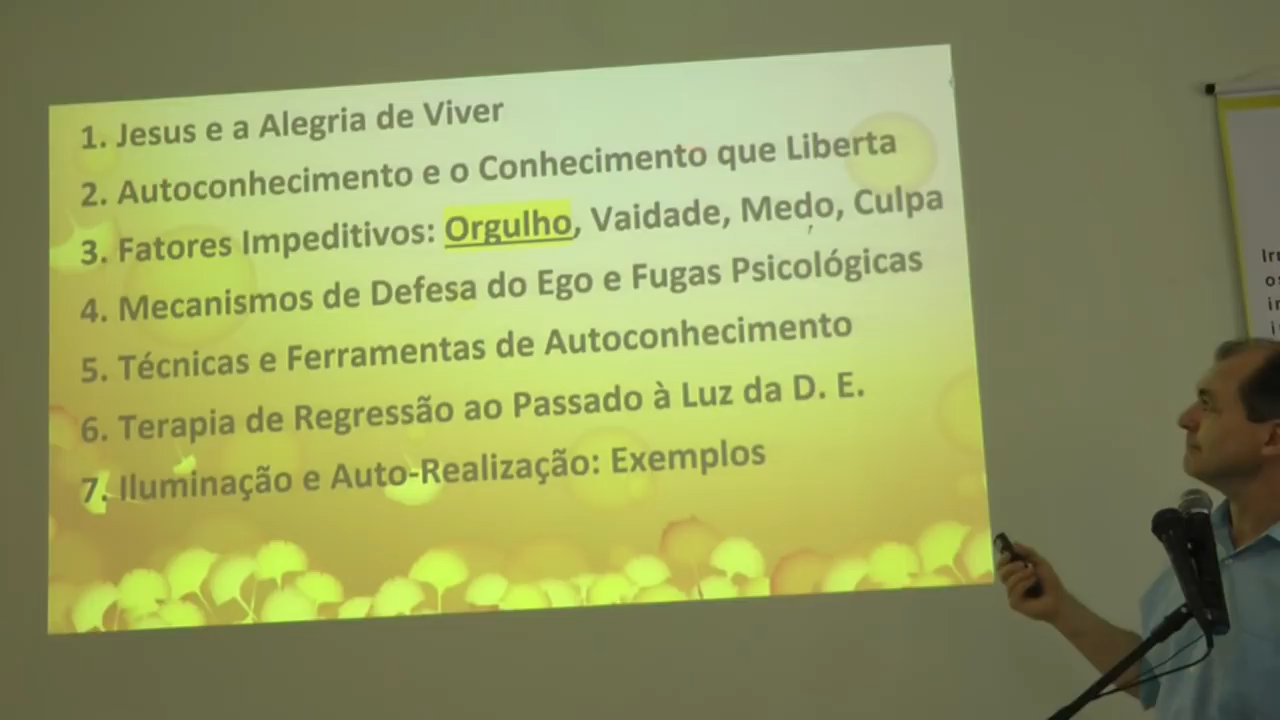 1. Jesus e a Alegria de Viver
2. Autoconhecimento e o Conhecimento que Liberta
3. Fatores Impeditivos: Orgulho, Vaidade, Medo, Culpa
4. Mecanismos de Defesa do Ego e Fugas Psicológicas
5. Técnicas e Ferramentas de Autoconhecimento
6. Terapia de Regressão ao Passado à Luz da D. E.
7. Iluminação e Auto-Realização: Exemplos